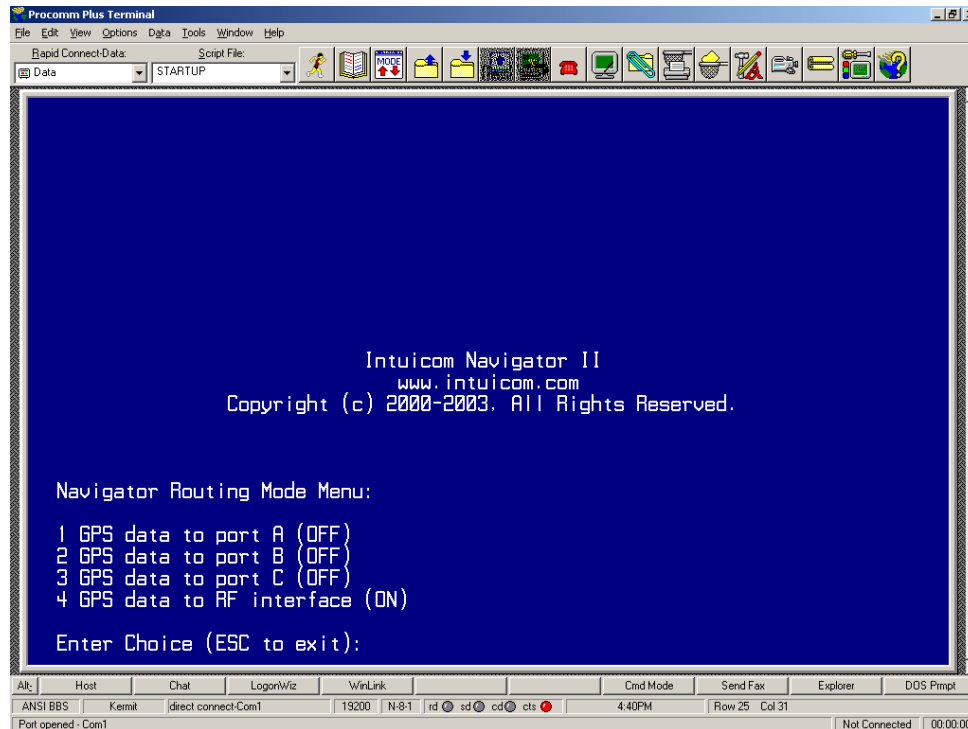 Procomm Plus Terminal
File Edit View Options Data Tools Window Help
Rapid Connect-Data: Script File:
Data STARTUP
MODE
Intuicom Navigator II
www.intuicom.com
Copyright (c) 2000-2003, All Rights Reserved.
Navigator Routing Mode Menu:
1 GPS data to port A (OFF)
2 GPS data to port B (OFF)
3 GPS data to port C (OFF)
4 GPS data to RF interface (ON)
Enter Choice (ESC to exit):
Alt: Host Chat LogonWiz WinLink Cmd Mode Send Fax Explorer DOS Prmpt
ANSI BBS Kermit direct connect-Com1 19200 N-8-1 rd sd cd cts 4:40PM Row 25 Col 31
Port opened - Com1 Not Connected 00:00:00